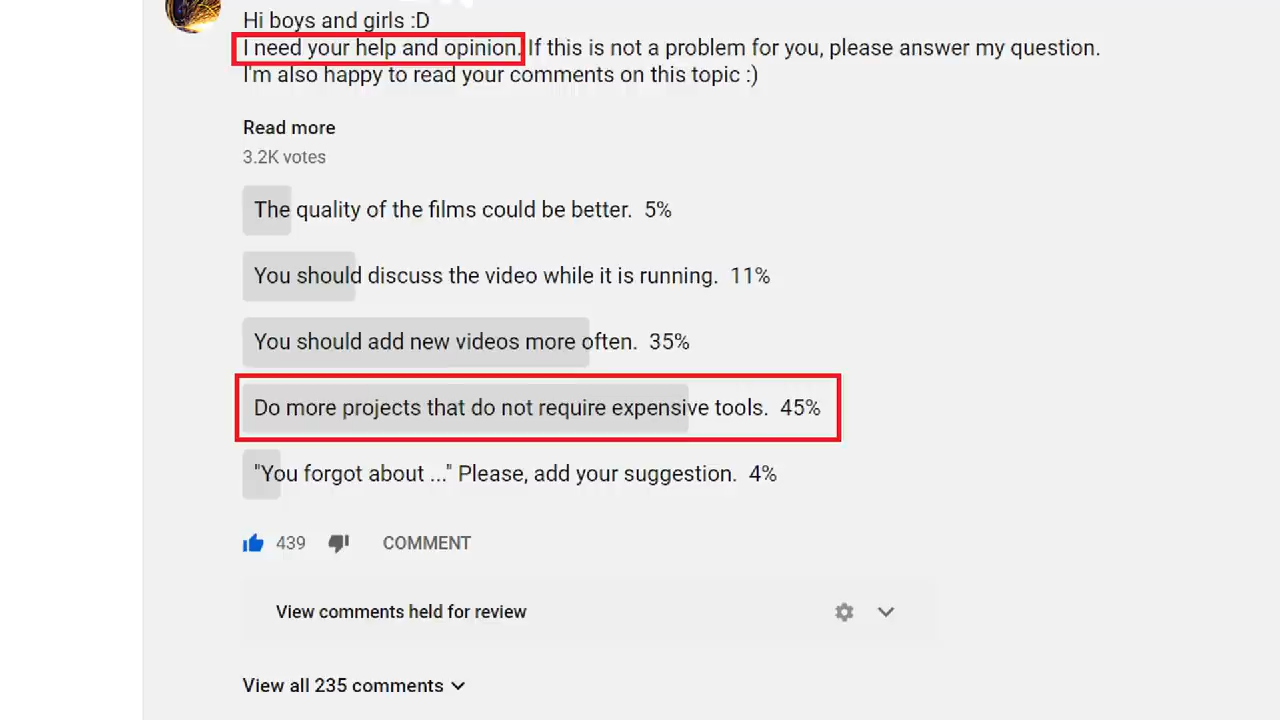 Hi boys and girls :D
I need your help and opinion. If this is not a problem for you, please answer my question.
I'm also happy to read your comments on this topic :)
Read more
3.2K votes
The quality of the films could be better. 5%
You should discuss the video while it is running. 11%
You should add new videos more often. 35%
Do more projects that do not require expensive tools. 45%
"You forgot about ..." Please, add your suggestion. 4%
439 COMMENT
View comments held for review
View all 235 comments